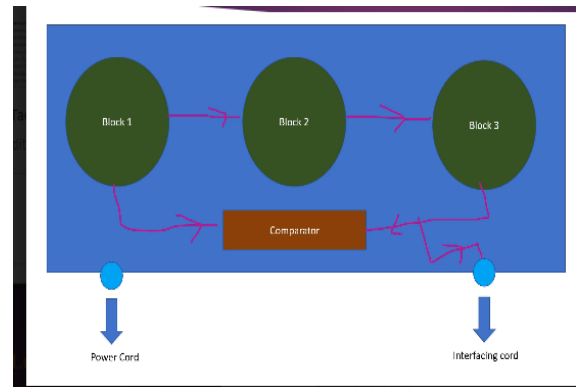 Block 1
Block 2
Block 3
Comparator
Power Cord
Interfacing cord